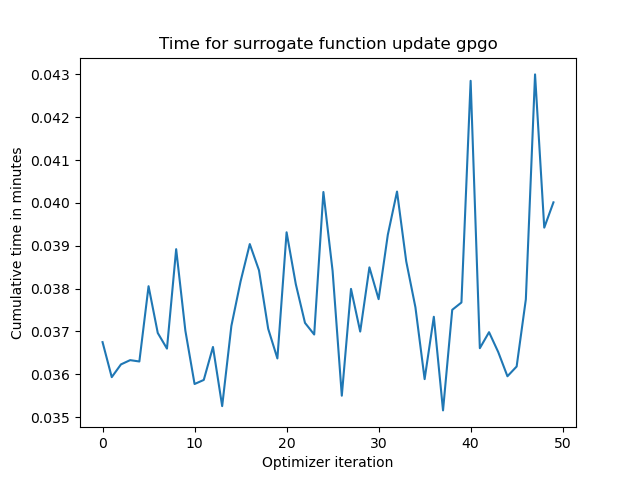 Time for surrogate function update gpgo
Cumulative time in minutes
0.043
0.042
0.041
0.040
0.039
0.038
0.037
0.036
0.035
0 10 20 30 40 50
Optimizer iteration